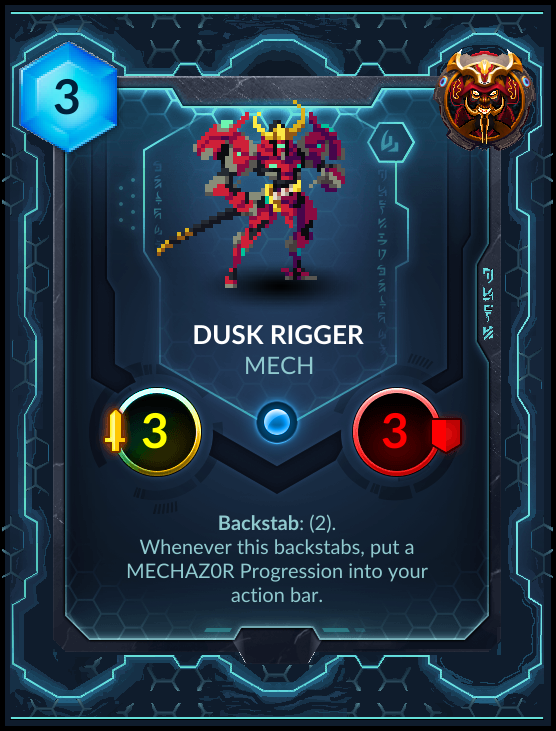 3
DUSK RIGGER
MECH
3
3
Backstab: (2).
Whenever this backstabs, put a
MECHAZ0R Progression into your
action bar.